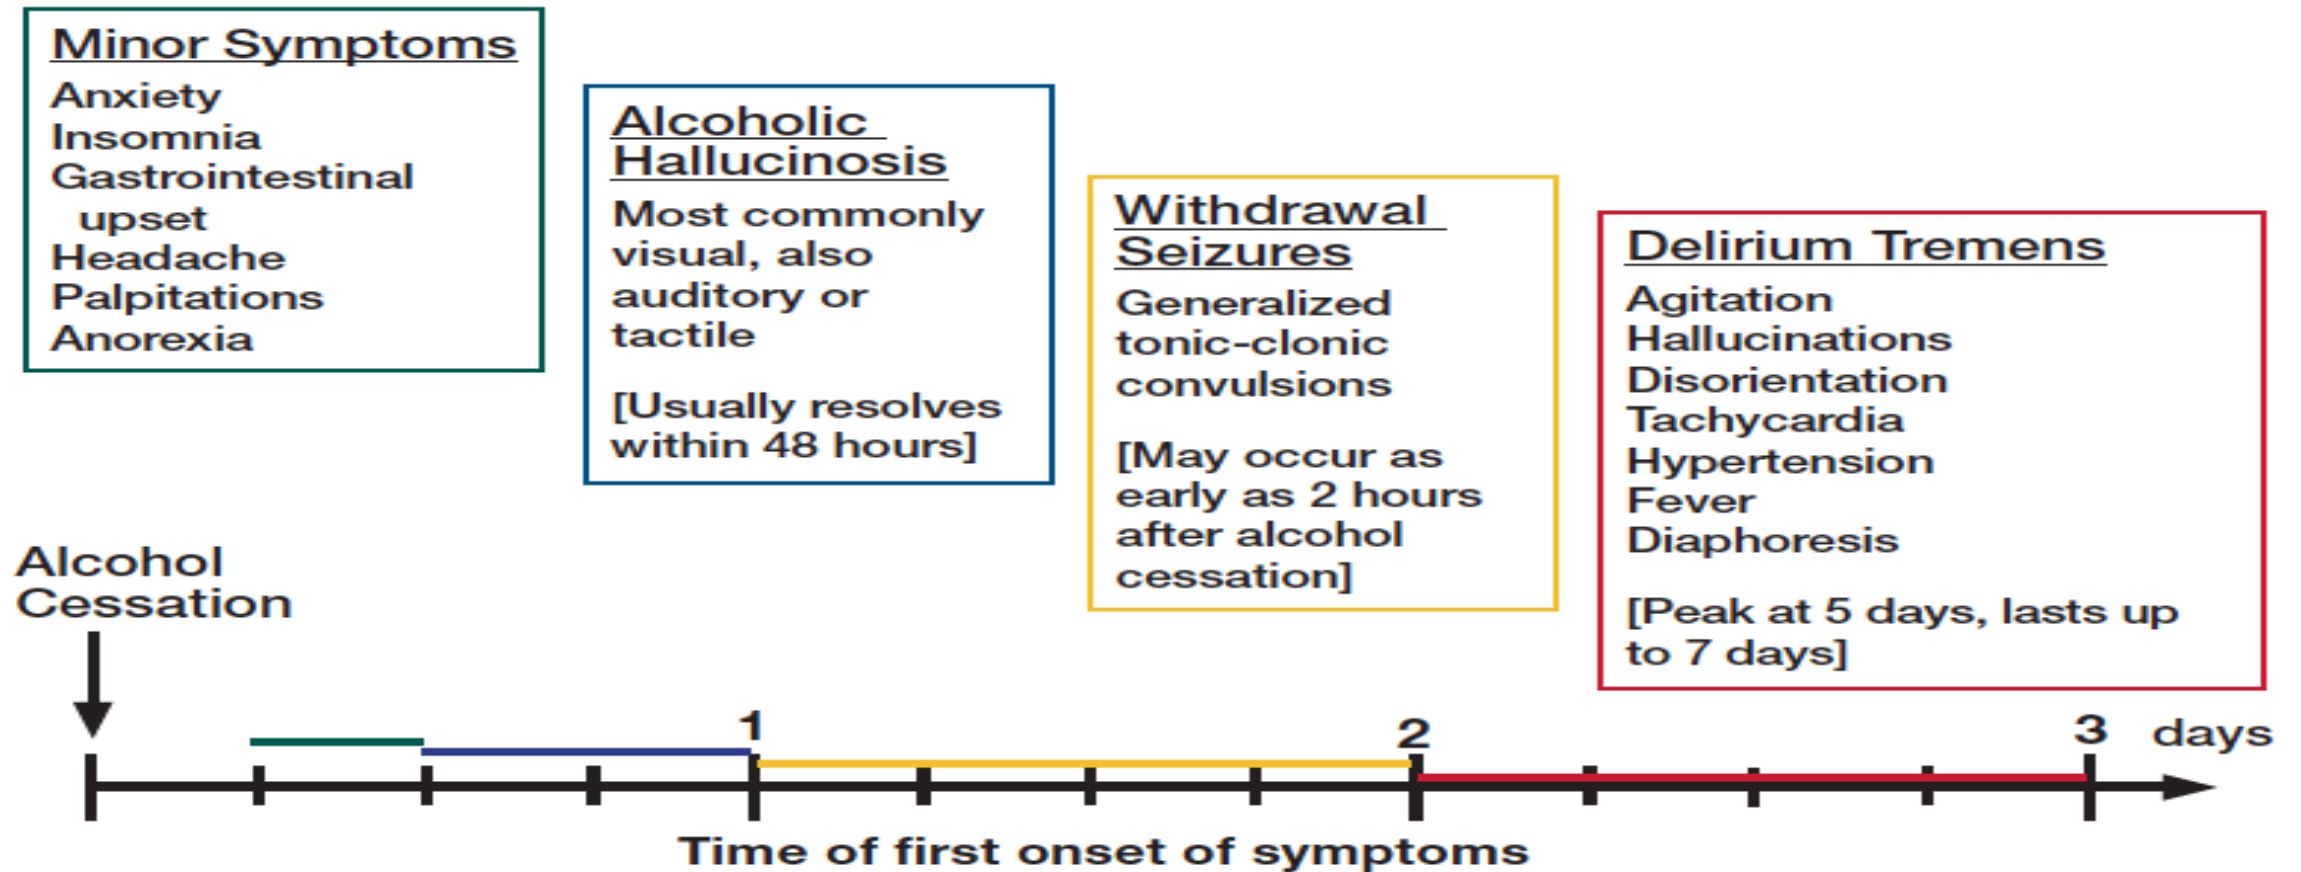 Minor Symptoms
Anxiety
Insomnia
Gastrointestinal
upset
Headache
Palpitations
Anorexia
Alcoholic
Hallucinosis
Most commonly
visual, also
auditory or
tactile
[Usually resolves
within 48 hours]
Withdrawal
Seizures
Generalized
tonic-clonic
convulsions
[May occur as
early as 2 hours
after alcohol
cessation]
Delirium Tremens
Agitation
Hallucinations
Disorientation
Tachycardia
Hypertension
Fever
Diaphoresis
[Peak at 5 days, lasts up
to 7 days]
Alcohol
Cessation
1 2 3 days
Time of first onset of symptoms